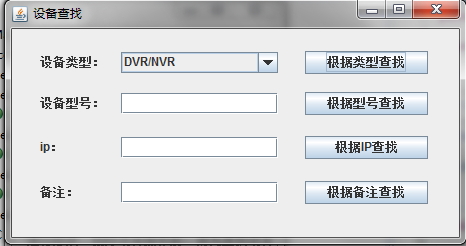 设备查找
设备类型： DVR/NVR 根据类型查找
设备型号： 根据型号查找
ip： 根据IP查找
备注： 根据备注查找